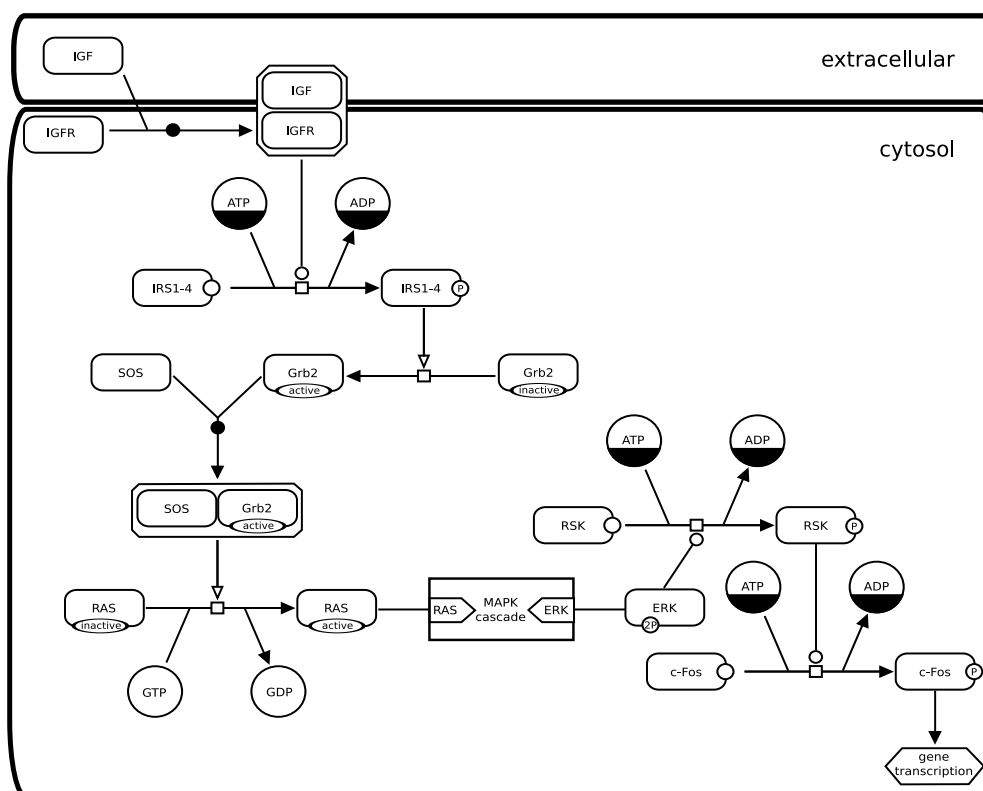 IGF
extracellular
IGF
IGFR
IGFR
cytosol
ATP
ADP
IRS1-4
IRS1-4
P
SOS
Grb2
active
Grb2
inactive
ATP
ADP
SOS
Grb2
active
RSK
RSK
P
RAS
inactive
RAS
active
RAS
MAPK
cascade
ERK
ERK
2P
ATP
ADP
GTP
GDP
c-Fos
c-Fos
P
gene
transcription